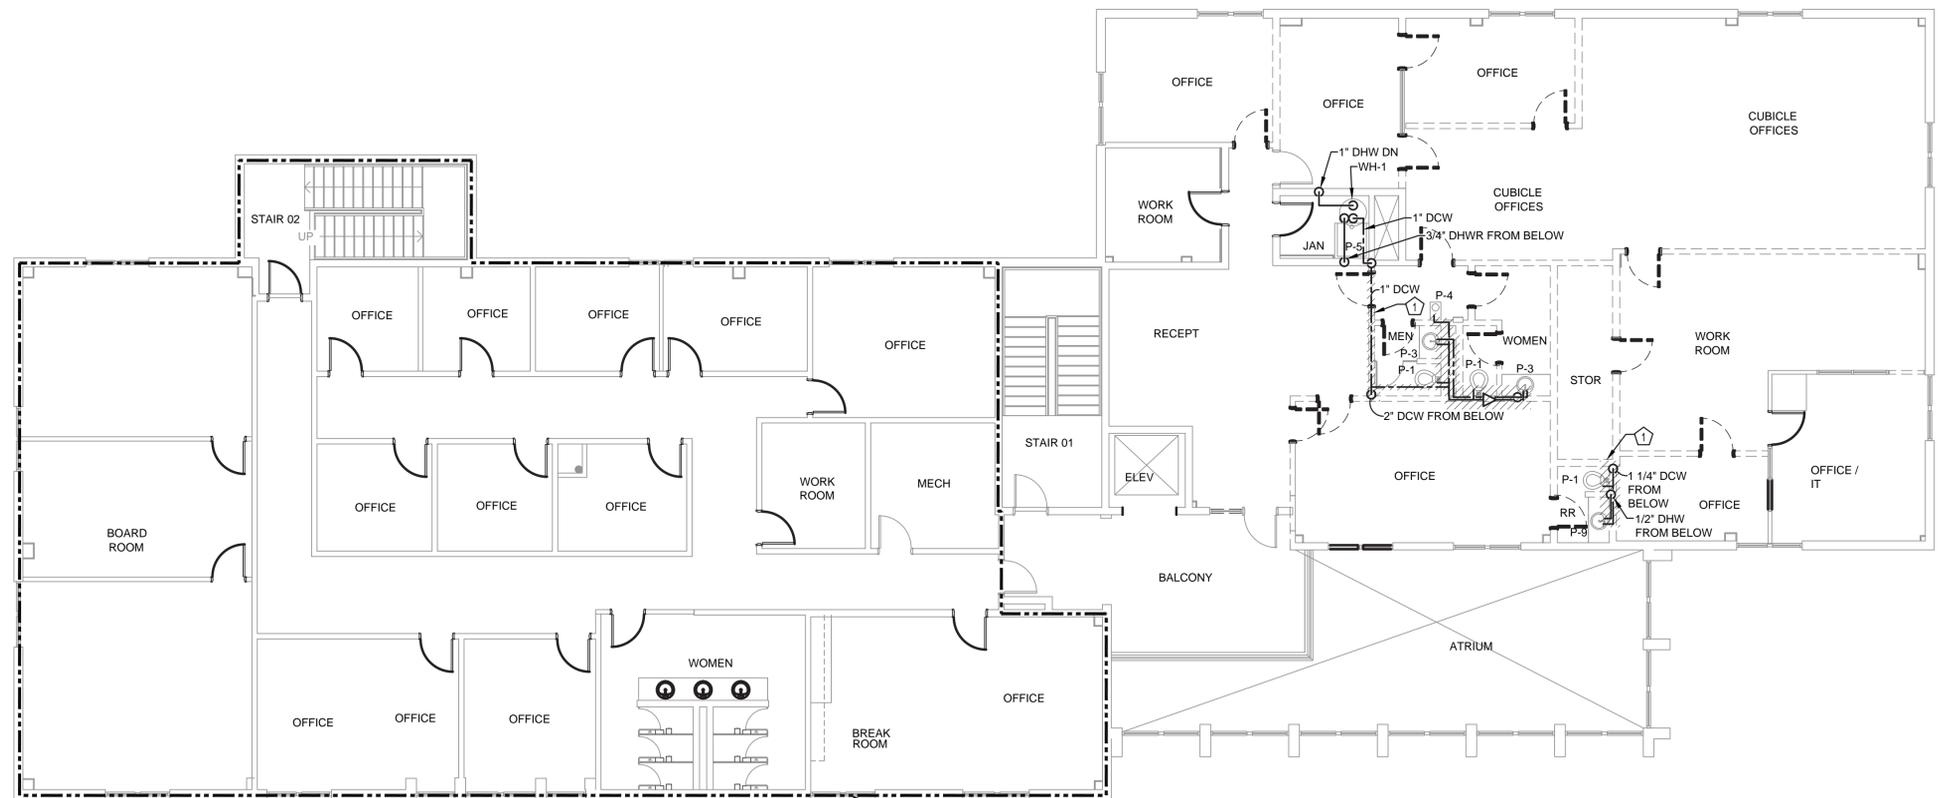 OFFICE
OFFICE
OFFICE
CUBICLE
OFFICES
1" DHW DN
WH-1
CUBICLE
OFFICES
WORK
ROOM
STAIR 02
UP
1" DCW
3/4" DHWR FROM BELOW
JAN
P-5
1" DCW
1
P-4
OFFICE
OFFICE
OFFICE
OFFICE
OFFICE
RECEPT
MEN
P-3
P-1
P-1
WOMEN
P-3
WORK
ROOM
STOR
2" DCW FROM BELOW
STAIR 01
ELEV
1
OFFICE
OFFICE /
IT
WORK
ROOM
MECH
P-1
1 1/4" DCW
FROM
BELOW
OFFICE
OFFICE
OFFICE
OFFICE
RR
1/2" DHW
FROM BELOW
P-9
BOARD
ROOM
BALCONY
ATRIUM
WOMEN
OFFICE
OFFICE
OFFICE
OFFICE
BREAK
ROOM